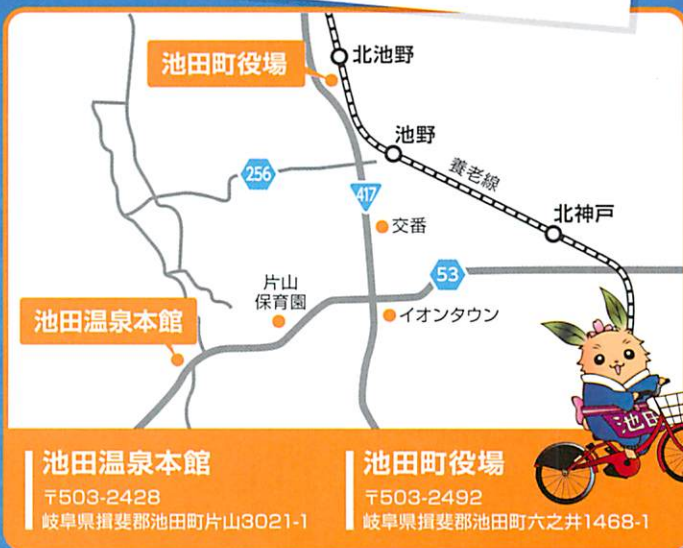 池田町役場
北池野
池野
養老線
256
417
交番
北神戸
53
片山
保育園
イオンタウン
池田温泉本館
池田
池田温泉本館
〒503-2428
岐阜県揖斐郡池田町片山3021-1
池田町役場
〒503-2492
岐阜県揖斐郡池田町六之井1468-1